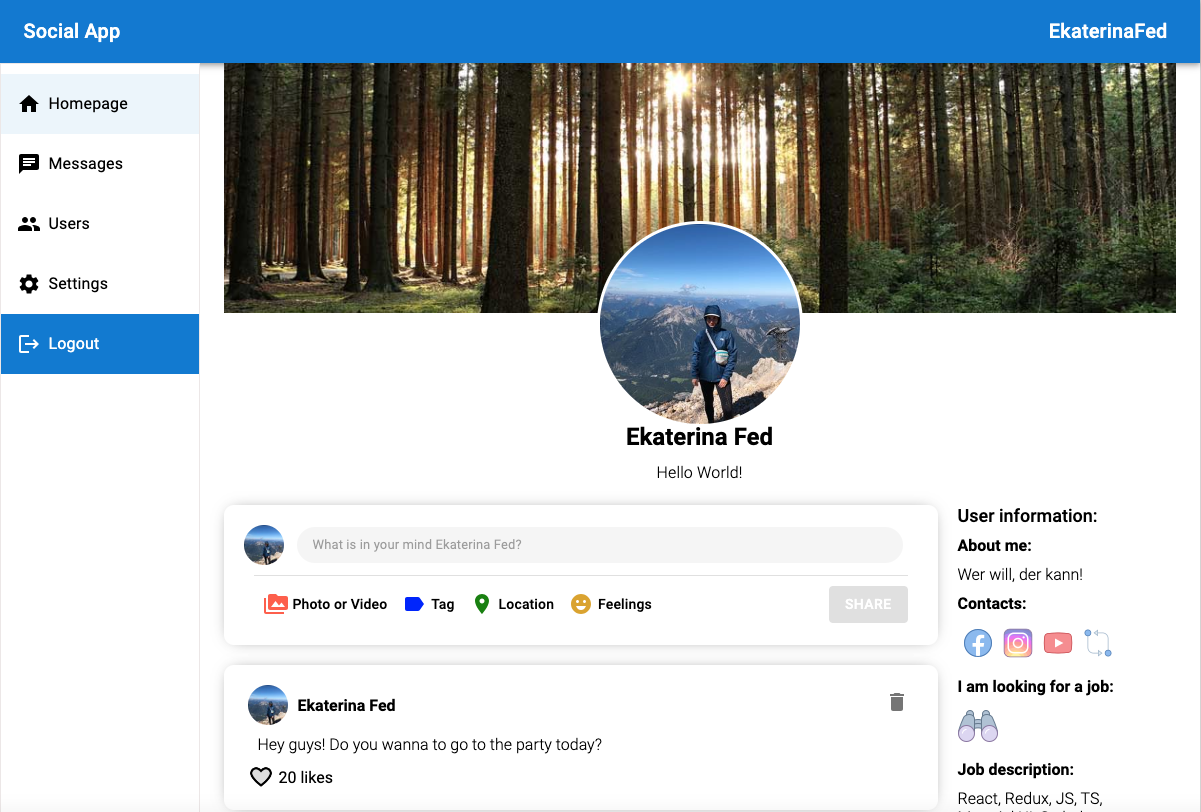 Social App
EkaterinaFed
Homepage
Messages
Users
Settings
Logout
Ekaterina Fed
Hello World!
What is in your mind Ekaterina Fed?
Photo or Video
Tag
Location
Feelings
SHARE
Ekaterina Fed
Hey guys! Do you wanna to go to the party today?
20 likes
User information:
About me:
Wer will, der kann!
Contacts:
I am looking for a job:
Job description:
React, Redux, JS, TS,